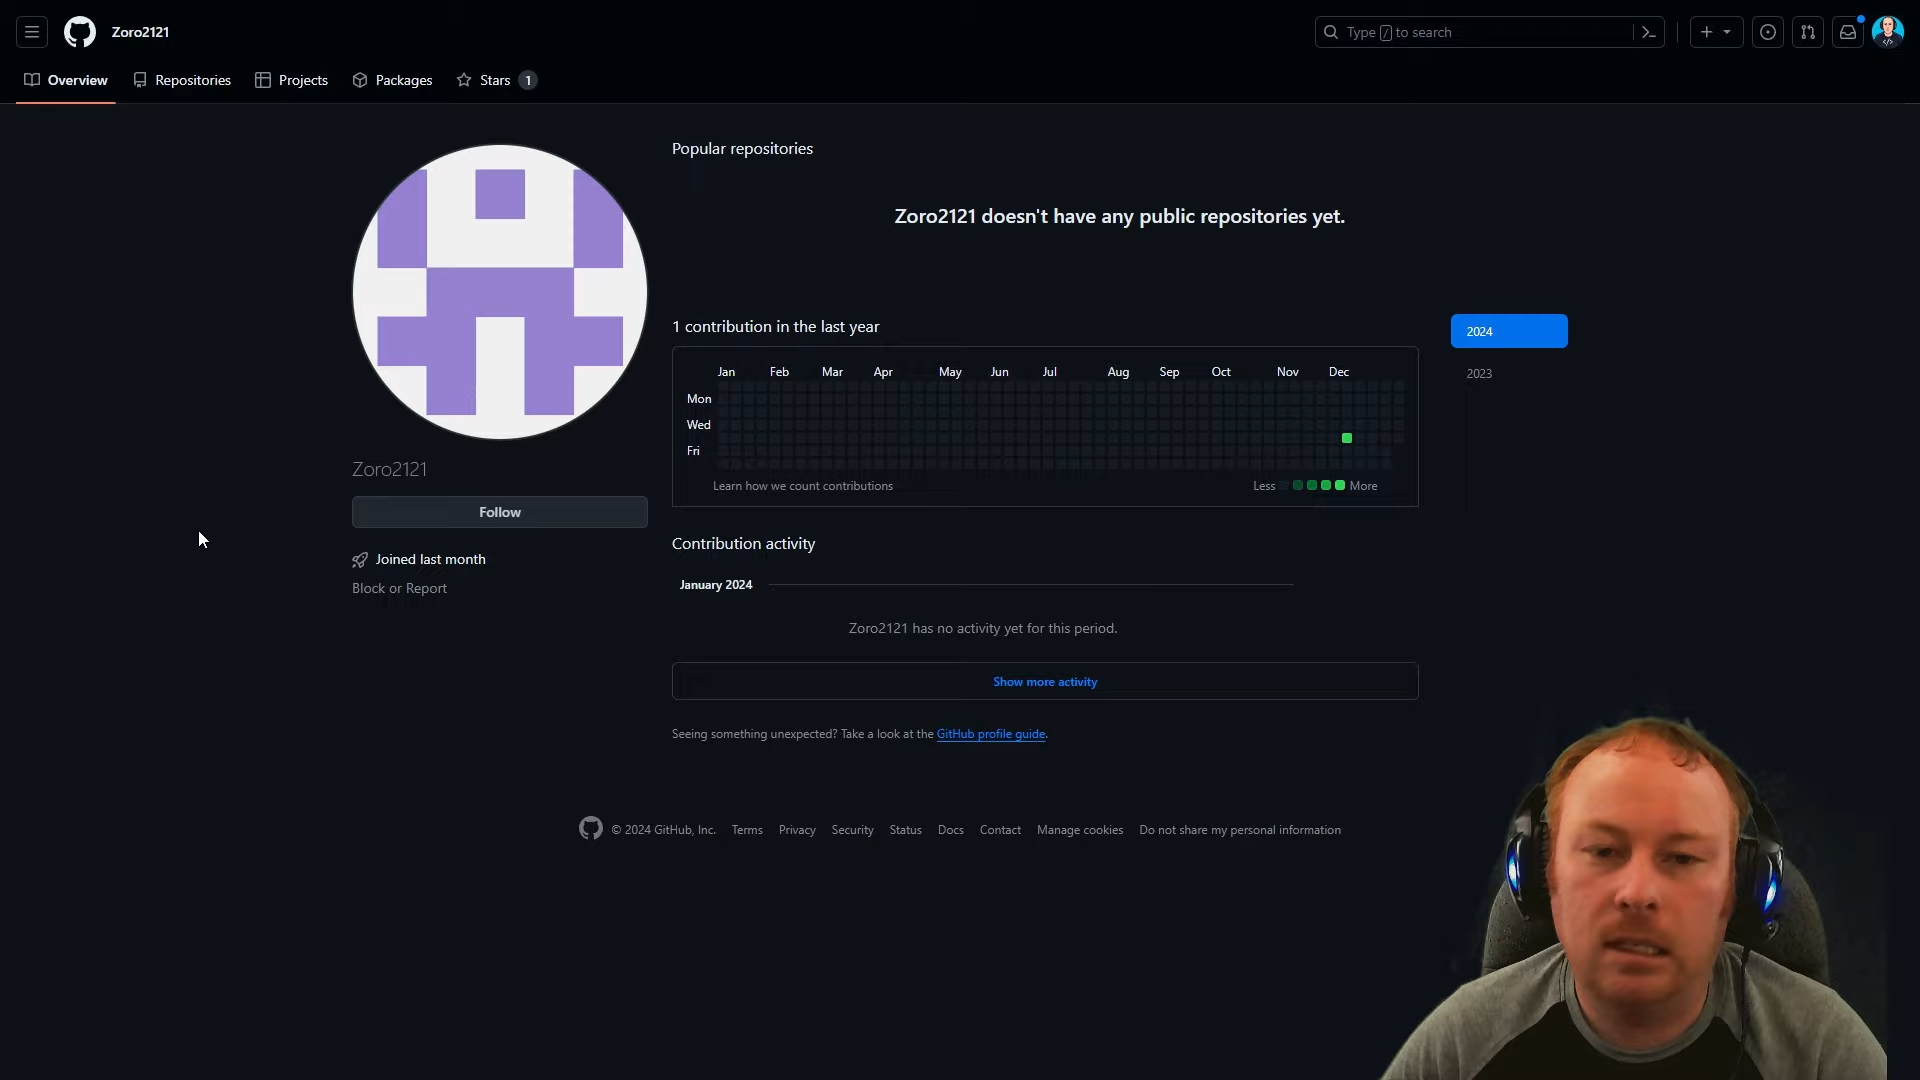 Zoro2121
Type / to search
Overview
Repositories
Projects
Packages
Stars 1
Popular repositories
Zoro2121 doesn't have any public repositories yet.
1 contribution in the last year
2024
2023
Jan Feb Mar Apr May Jun Jul Aug Sep Oct Nov Dec
Mon
Wed
Fri
Learn how we count contributions
Less More
Zoro2121
Follow
Joined last month
Block or Report
Contribution activity
January 2024
Zoro2121 has no activity yet for this period.
Show more activity
Seeing something unexpected? Take a look at the GitHub profile guide.
© 2024 GitHub, Inc. Terms Privacy Security Status Docs Contact Manage cookies Do not share my personal information